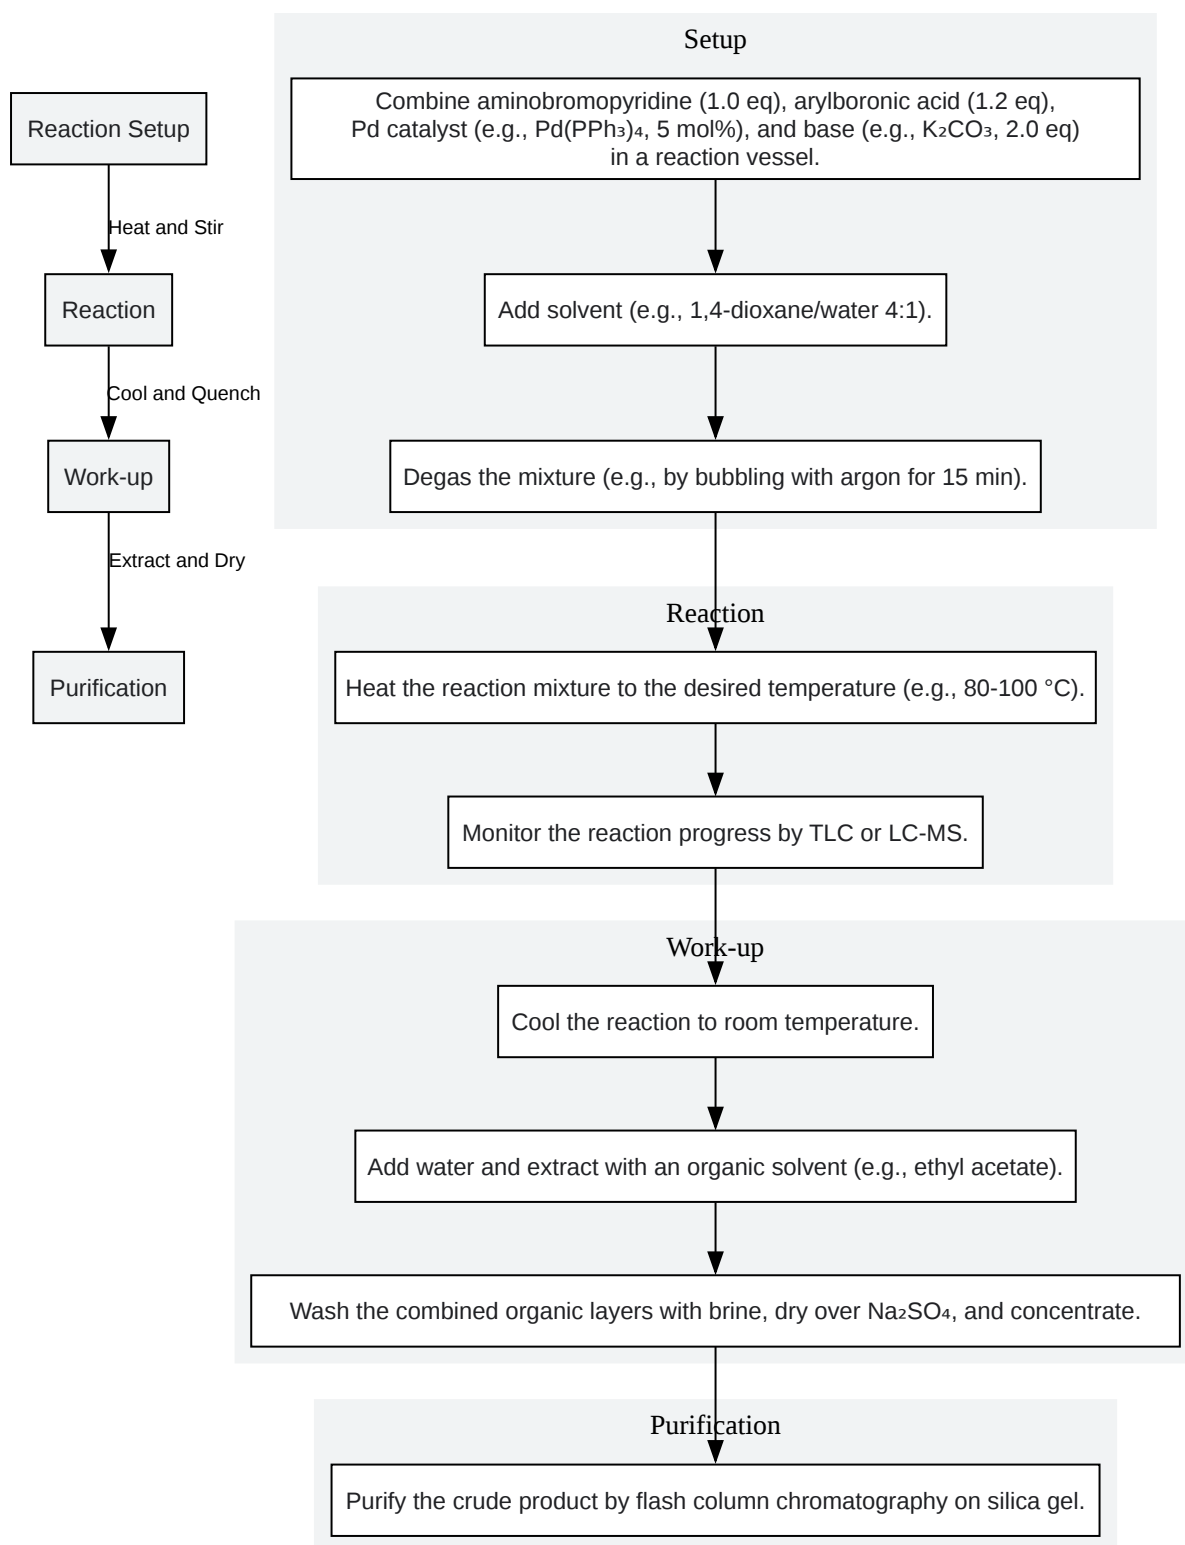 Reaction Setup
Heat and Stir
Reaction
Cool and Quench
Work-up
Extract and Dry
Purification
Setup
Combine aminobromopyridine (1.0 eq), arylboronic acid (1.2 eq),
Pd catalyst (e.g., Pd(PPh₃)₄, 5 mol%), and base (e.g., K₂CO₃, 2.0 eq)
in a reaction vessel.
Add solvent (e.g., 1,4-dioxane/water 4:1).
Degas the mixture (e.g., by bubbling with argon for 15 min).
Reaction
Heat the reaction mixture to the desired temperature (e.g., 80-100 °C).
Monitor the reaction progress by TLC or LC-MS.
Work-up
Cool the reaction to room temperature.
Add water and extract with an organic solvent (e.g., ethyl acetate).
Wash the combined organic layers with brine, dry over Na₂SO₄, and concentrate.
Purification
Purify the crude product by flash column chromatography on silica gel.